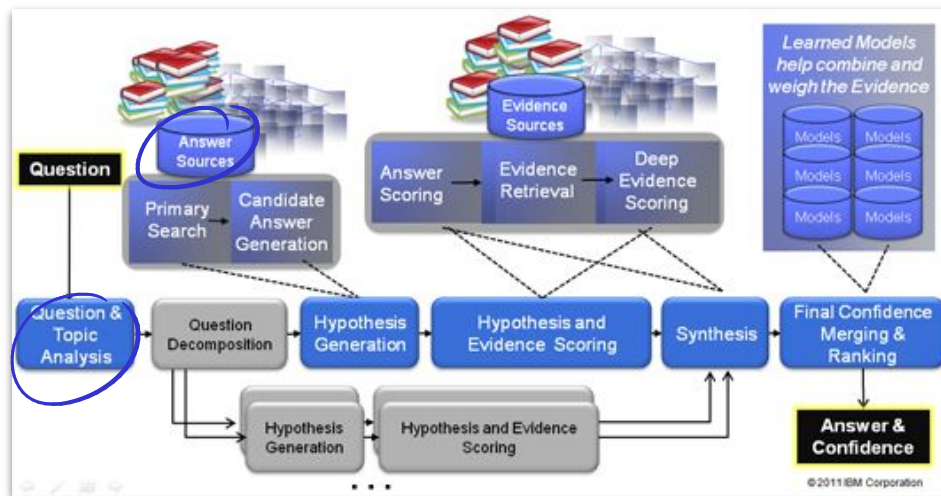 Learned Models
help combine and
weigh the Evidence
Models
Models
Models
Models
Models
Models
Answer
Sources
Evidence
Sources
Question
Primary
Search
Candidate
Answer
Generation
Answer
Scoring
Evidence
Retrieval
Deep
Evidence
Scoring
Question &
Topic
Analysis
Question
Decomposition
Hypothesis
Generation
Hypothesis and
Evidence Scoring
Synthesis
Final Confidence
Merging &
Ranking
Hypothesis
Generation
Hypothesis and Evidence
Scoring
Answer &
Confidence
...
© 2011 IBM Corporation